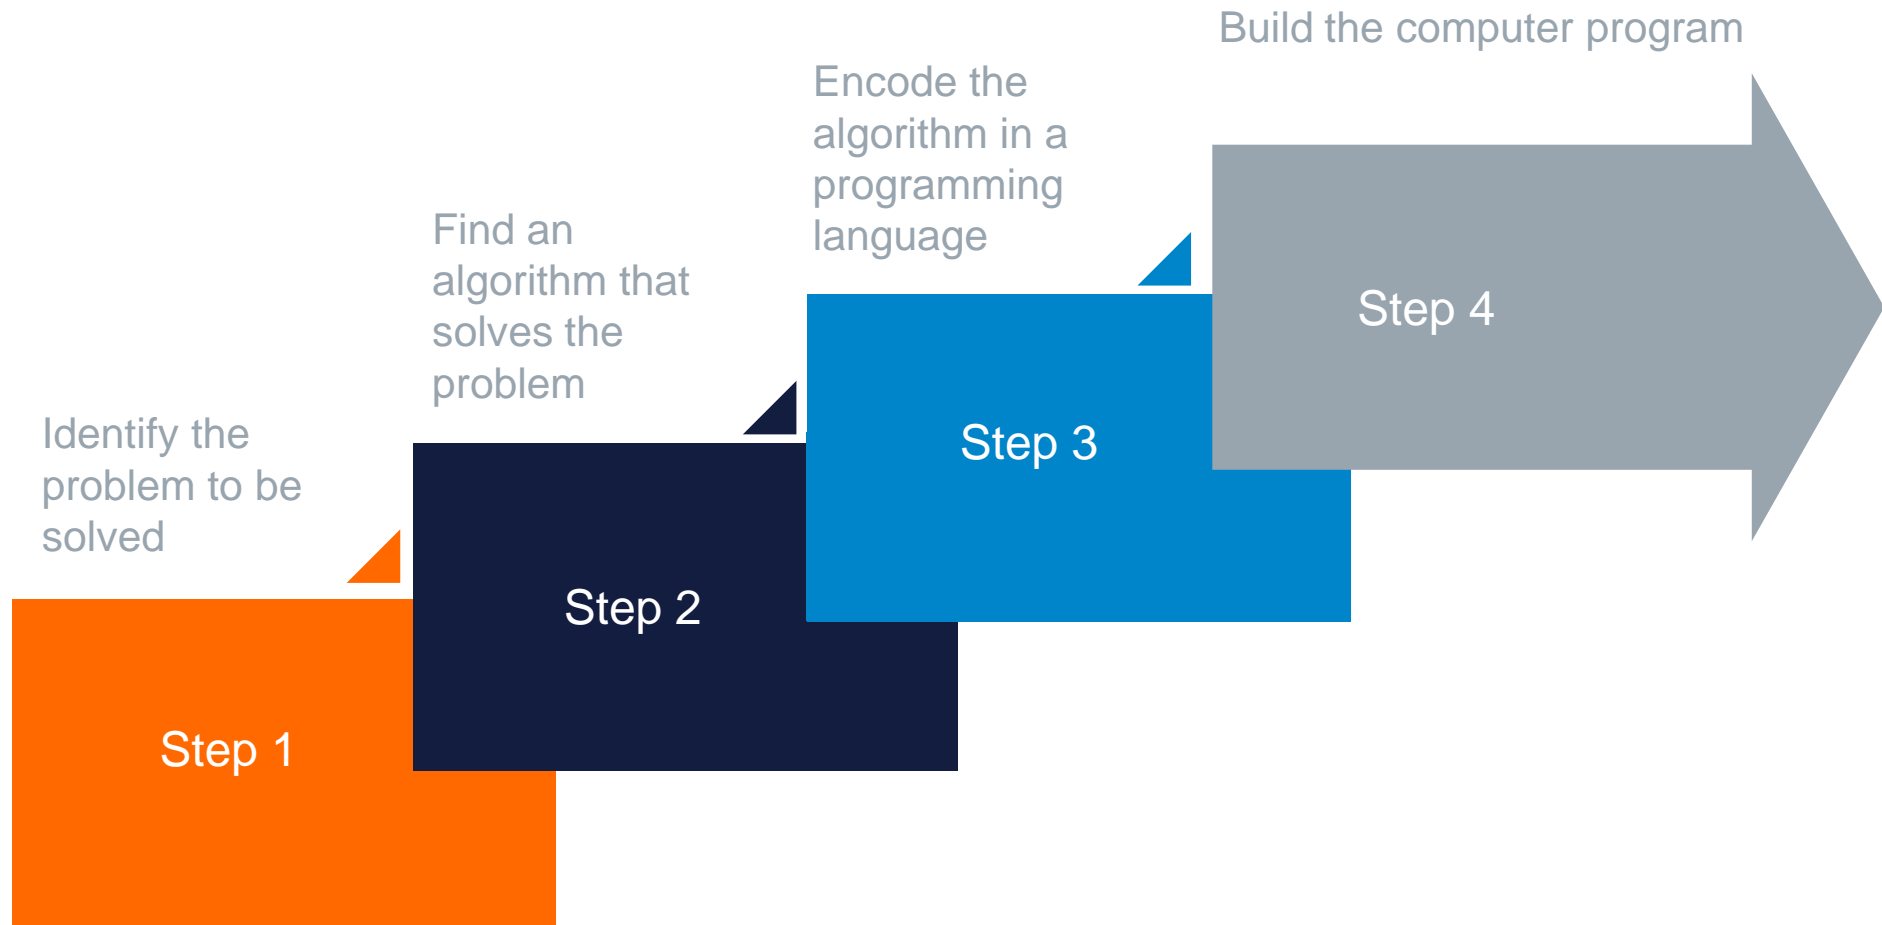 Identify the
problem to be
solved
Step 1
Find an
algorithm that
solves the
problem
Step 2
Encode the
algorithm in a
programming
language
Step 3
Build the computer program
Step 4